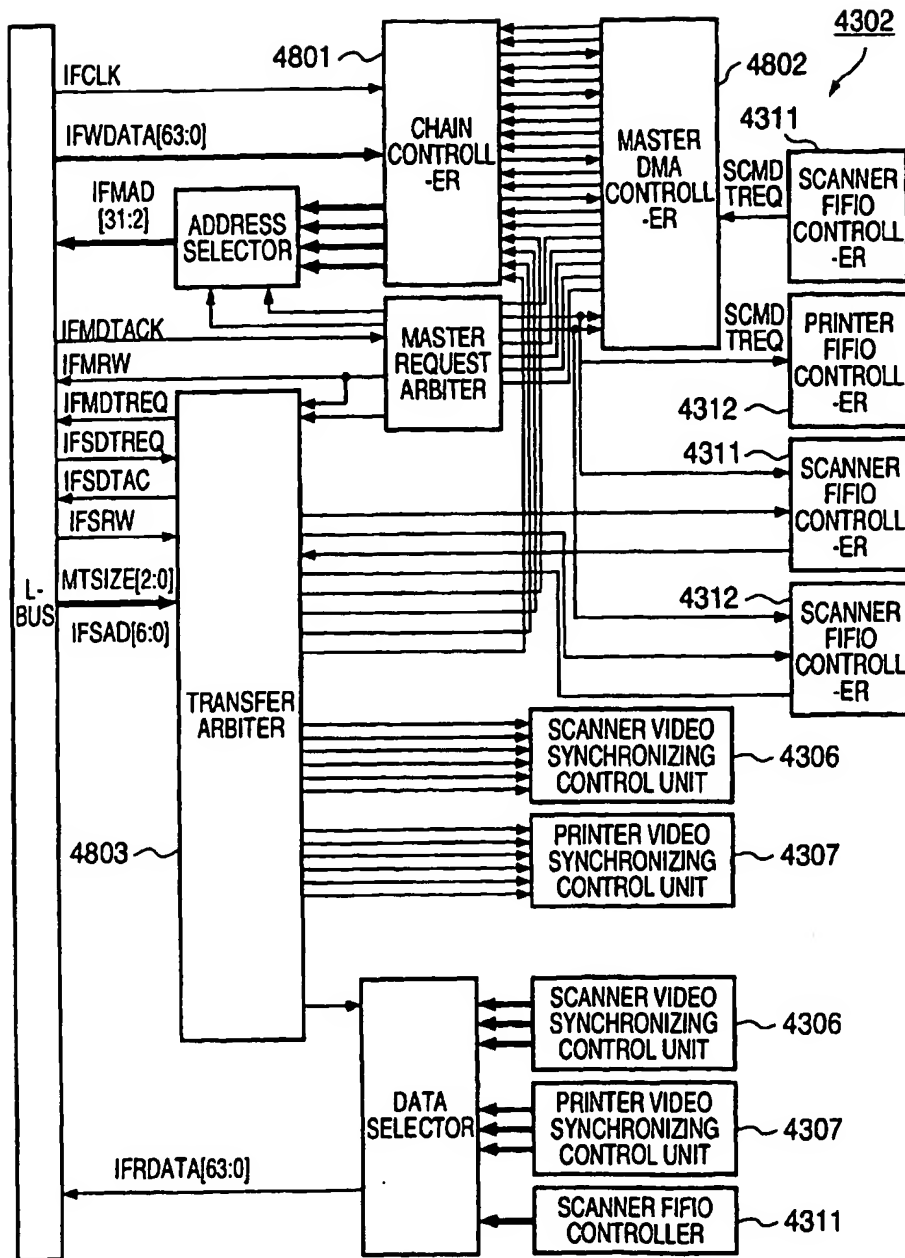 4302
4801
4802
4311
IFCLK
IFWDATA[63:0]
CHAIN
CONTROLL
-ER
MASTER
DMA
CONTROLL
-ER
SCMD
TREQ
SCANNER
FIFIO
CONTROLL
-ER
IFMAD
[31:2]
ADDRESS
SELECTOR
SCMD
TREQ
PRINTER
FIFIO
CONTROLL
-ER
4312
IFMDTACK
IFMRW
MASTER
REQUEST
ARBITER
IFMDTREQ
IFSDTREQ
IFSDTAC
IFSRW
MTSIZE[2:0]
IFSAD[6:0]
L-
BUS
4311
SCANNER
FIFIO
CONTROLL
-ER
4312
SCANNER
FIFIO
CONTROLL
-ER
TRANSFER
ARBITER
4803
SCANNER VIDEO
SYNCHRONIZING
CONTROL UNIT
4306
PRINTER VIDEO
SYNCHRONIZING
CONTROL UNIT
4307
DATA
SELECTOR
SCANNER VIDEO
SYNCHRONIZING
CONTROL UNIT
4306
PRINTER VIDEO
SYNCHRONIZING
CONTROL UNIT
4307
IFRDATA[63:0]
SCANNER FIFIO
CONTROLLER
4311